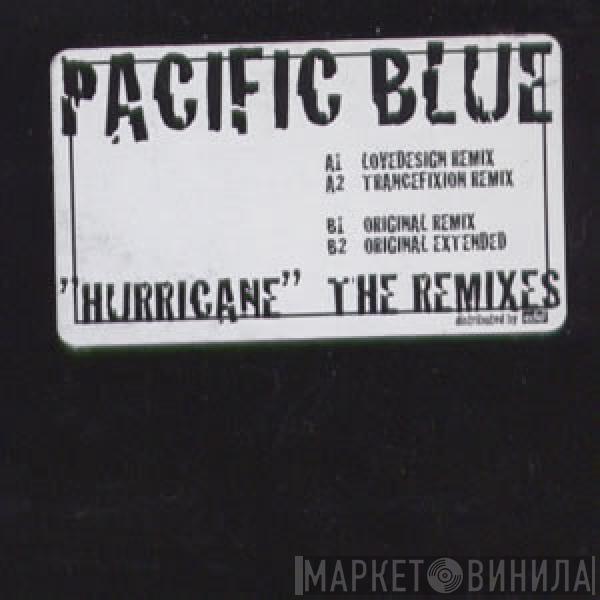 PACIFIC BLUE
A1 LOVEDESIGN REMIX
A2 TRANCEFIXION REMIX
B1 ORIGINAL REMIX
B2 ORIGINAL EXTENDED
"HURRICANE" THE REMIXES
distributed by
МАРКЕТ ВИНИЛА